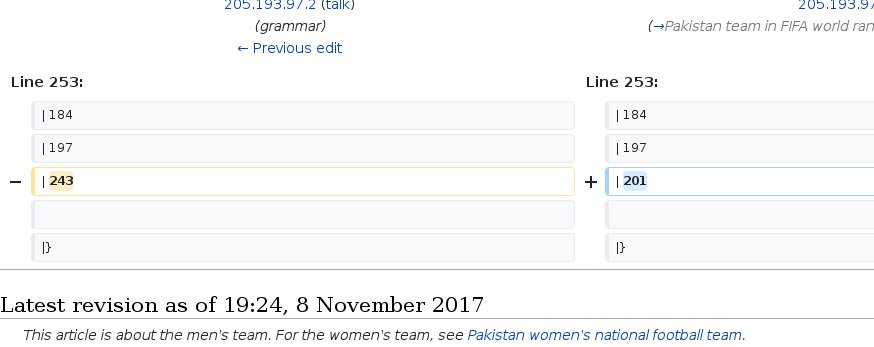 205.193.97.2 (talk)
(grammar)
← Previous edit
205.193.97
(→Pakistan team in FIFA world ran
Line 253:
Line 253:
| 184
| 184
| 197
| 197
− | 243
+ | 201
|}
|}
Latest revision as of 19:24, 8 November 2017
This article is about the men's team. For the women's team, see Pakistan women's national football team.